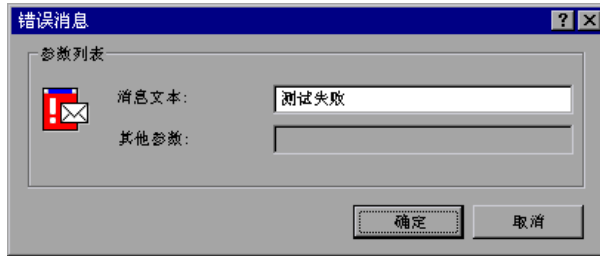 错误消息
参数列表
消息文本:
测试失败
其他参数:
确定
取消